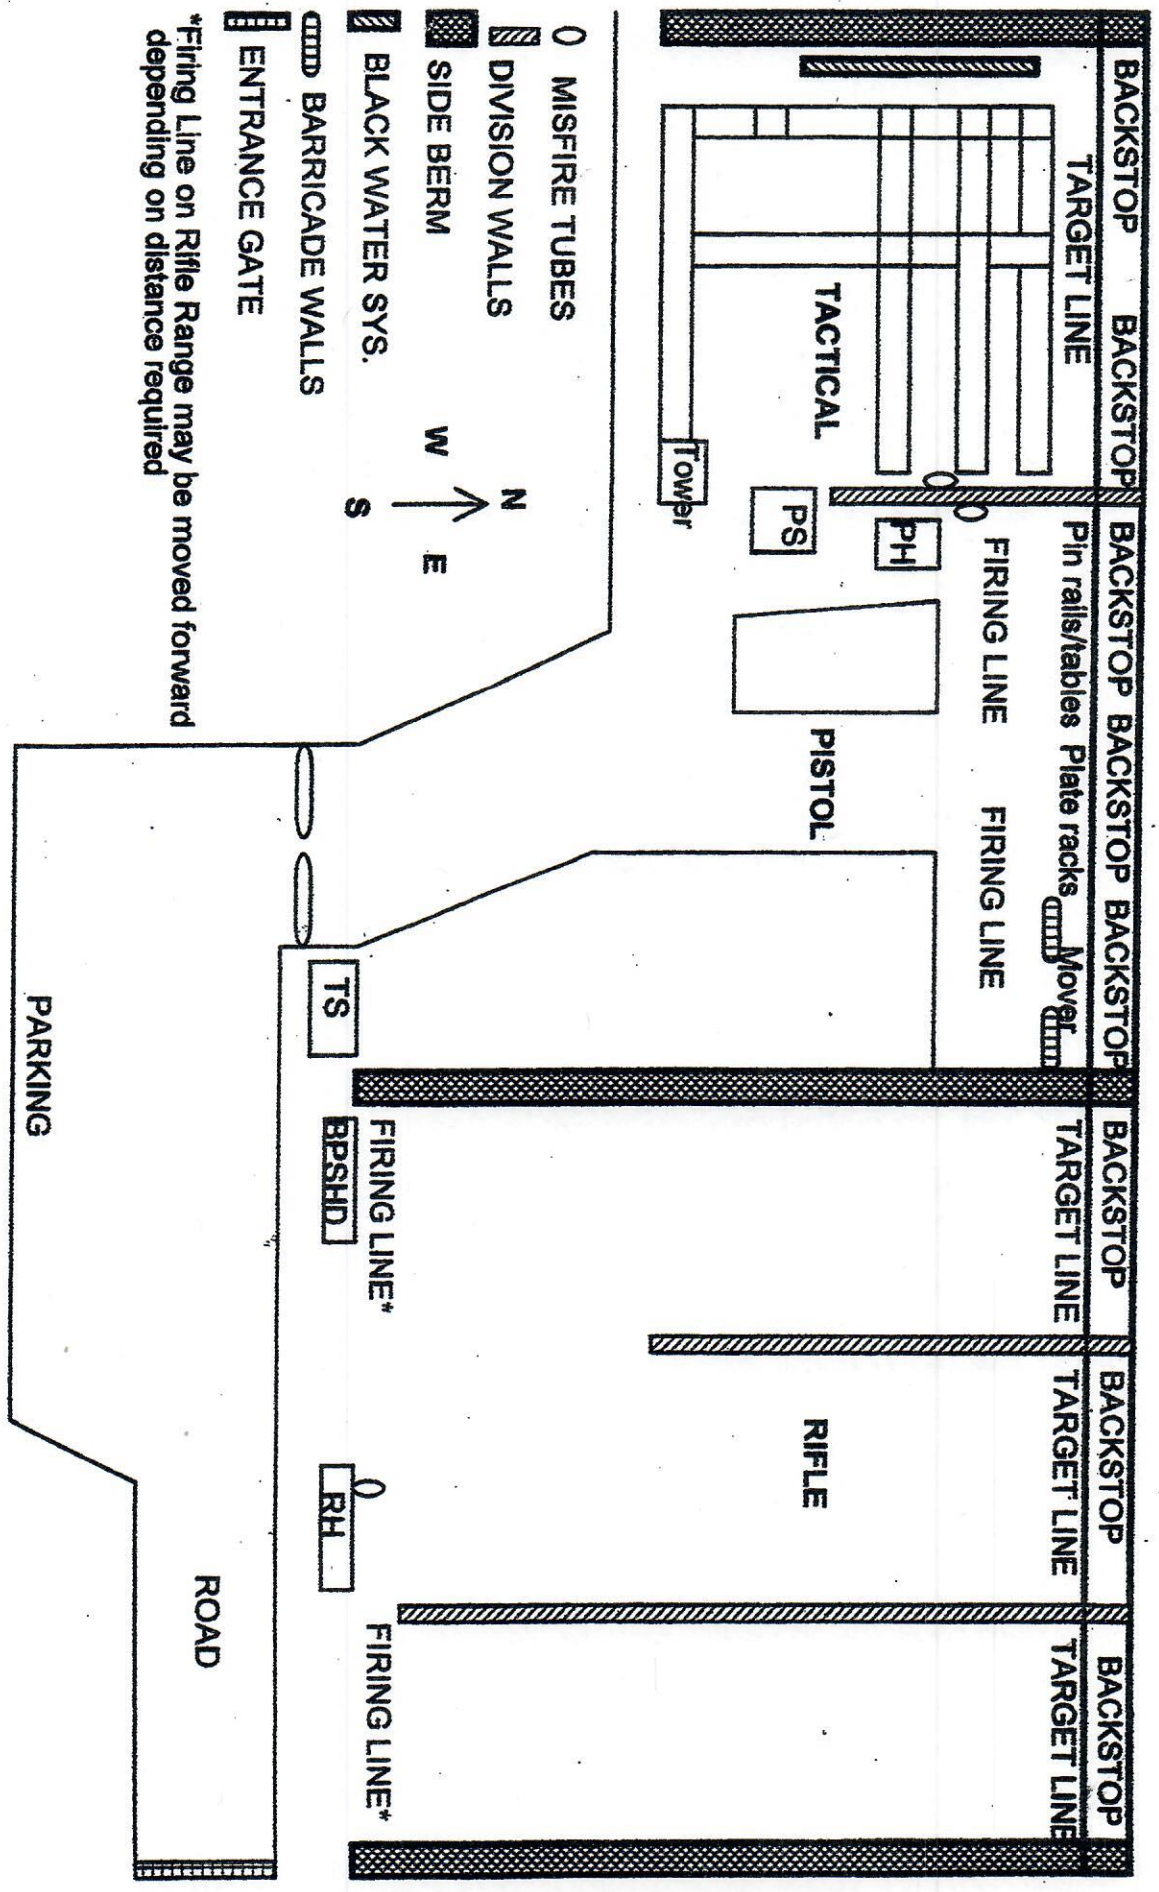 BACKSTOP BACKSTOP BACKSTOP BACKSTOP BACKSTOP BACKSTOP BACKSTOP BACKSTOP
TARGET LINE Pin rails/tables Plate racks Mover TARGET LINE TARGET LINE TARGET LINE
FIRING LINE FIRING LINE
PH
TACTICAL PS PISTOL RIFLE
Tower
MISFIRE TUBES
DIVISION WALLS
SIDE BERM
BLACK WATER SYS.
BARRICADE WALLS
ENTRANCE GATE
*Firing Line on Rifle Range may be moved forward
depending on distance required
N
W E
S
FIRING LINE* FIRING LINE*
TS BPSHD RH
ROAD
PARKING